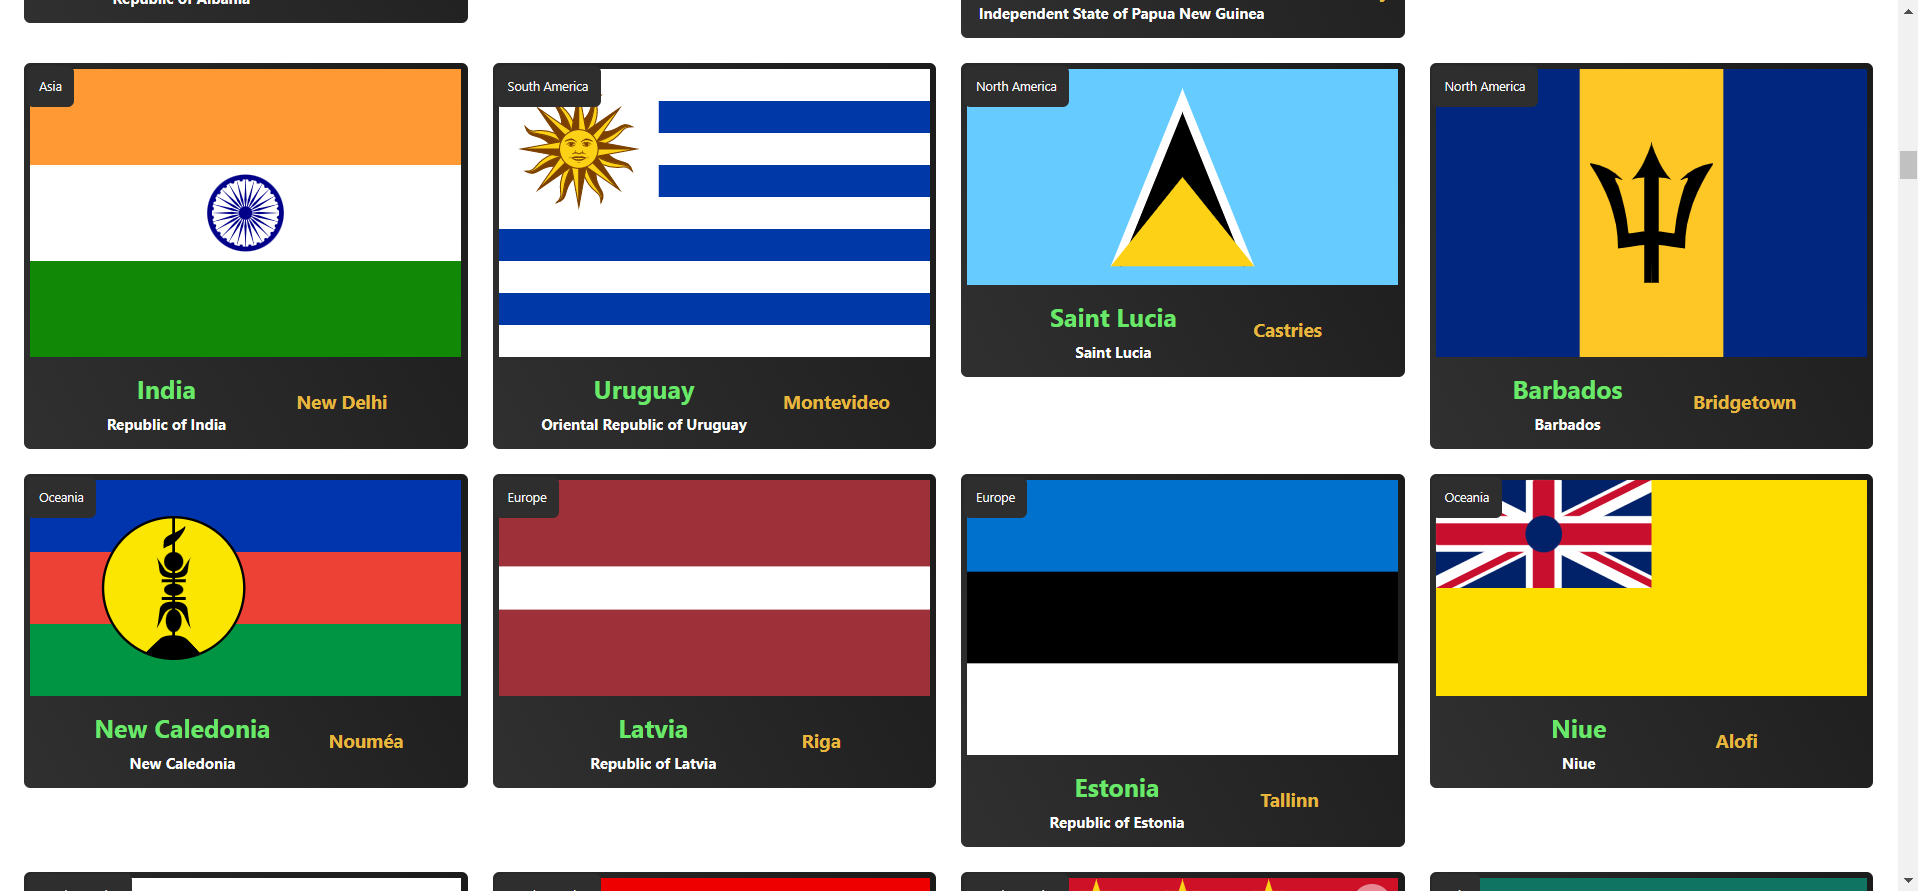 Republic of Albania
Independent State of Papua New Guinea
Asia
India
New Delhi
Republic of India
South America
Uruguay
Montevideo
Oriental Republic of Uruguay
North America
Saint Lucia
Castries
Saint Lucia
North America
Barbados
Bridgetown
Barbados
Oceania
New Caledonia
Nouméa
New Caledonia
Europe
Latvia
Riga
Republic of Latvia
Europe
Estonia
Tallinn
Republic of Estonia
Oceania
Niue
Alofi
Niue